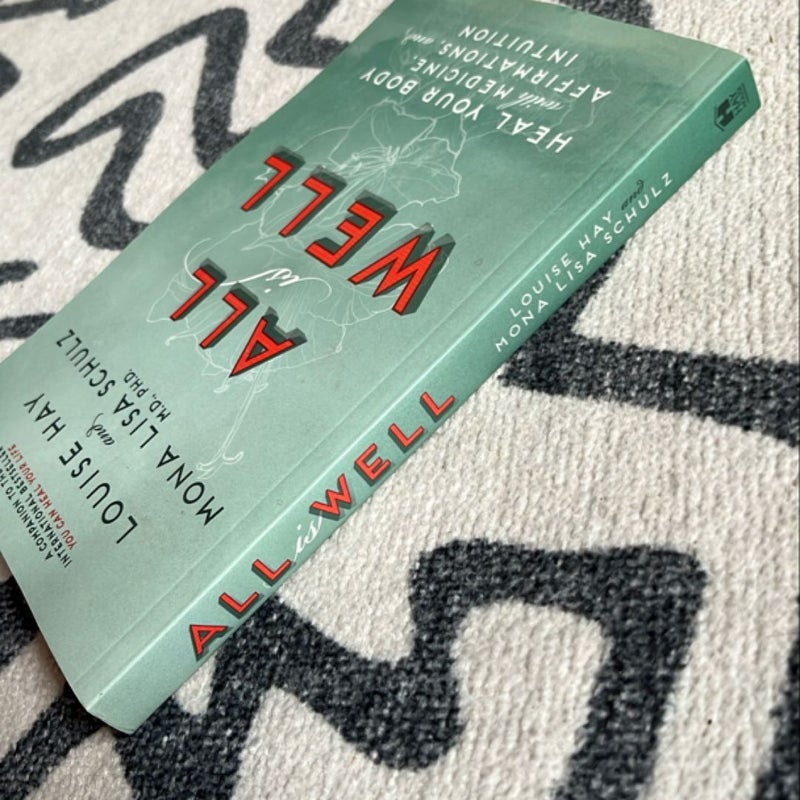 A COMPANION TO THE
INTERNATIONAL BESTSELLER
YOU CAN HEAL YOUR LIFE
LOUISE HAY
and
MONA LISA SCHULZ
M.D., PH.D.
ALL
is
WELL
HEAL YOUR BODY
with MEDICINE,
AFFIRMATIONS, and
INTUITION
ALL is WELL
LOUISE HAY and
MONA LISA SCHULZ